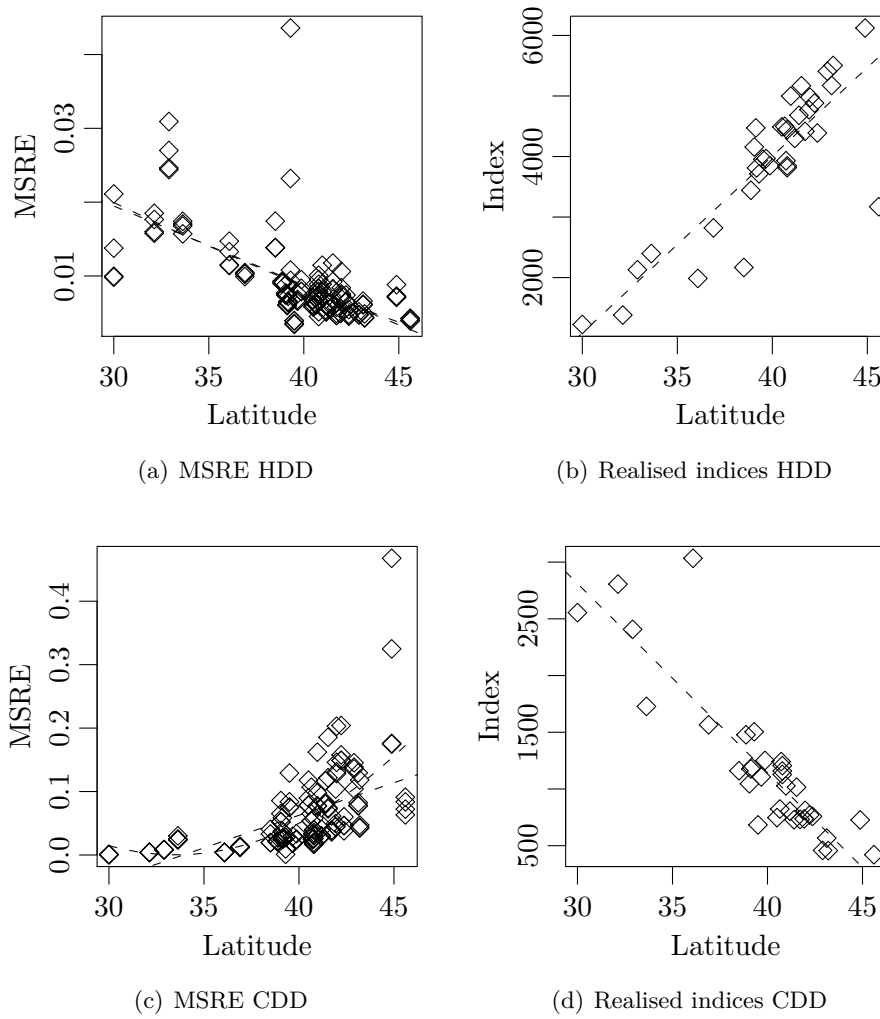 MSRE
0.01
0.03
30
35
40
45
Latitude
(a) MSRE HDD
Index
2000
4000
6000
30
35
40
45
Latitude
(b) Realised indices HDD
MSRE
0.0
0.1
0.2
0.3
0.4
30
35
40
45
Latitude
(c) MSRE CDD
Index
500
1500
2500
30
35
40
45
Latitude
(d) Realised indices CDD